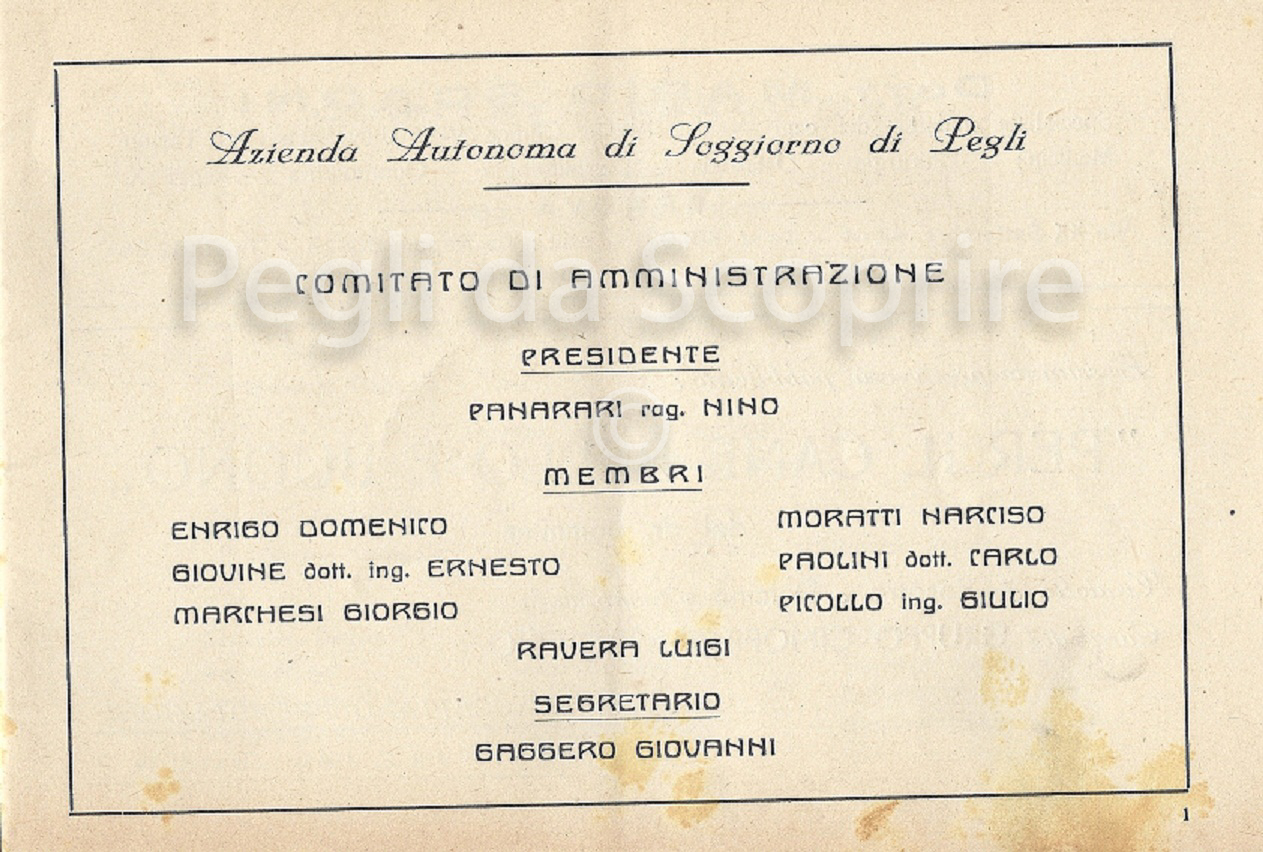 Azienda Autonoma di Soggiorno di Pegli
Pegli da Scoprire
COMITATO DI AMMINISTRAZIONE
PRESIDENTE
PANARARI rag. NINO
©
MEMBRI
ENRIGO DOMENICO
MORATTI NARCISO
GIOVINE dott. ing. ERNESTO
PAOLINI dott. CARLO
MARCHESI GIORGIO
PICOLLO ing. GIULIO
RAVERA LUIGI
SEGRETARIO
GAGGERO GIOVANNI
1